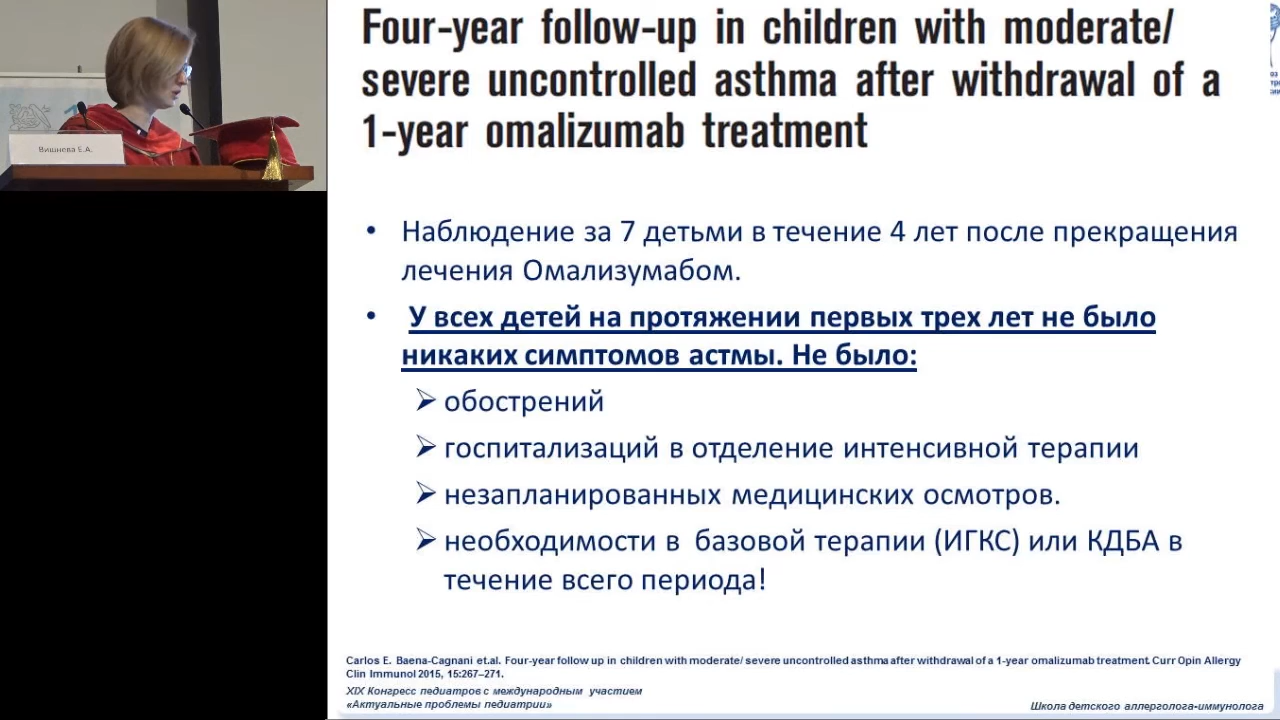 Four-year follow-up in children with moderate/
severe uncontrolled asthma after withdrawal of a
1-year omalizumab treatment
Вишнева Е.А.
• Наблюдение за 7 детьми в течение 4 лет после прекращения
лечения Омализумабом.
• У всех детей на протяжении первых трех лет не было
никаких симптомов астмы. Не было:
➢ обострений
➢ госпитализаций в отделение интенсивной терапии
➢ незапланированных медицинских осмотров.
➢ необходимости в базовой терапии (ИГКС) или КДБА в
течение всего периода!
Carlos E. Baena-Cagnani et.al. Four-year follow up in children with moderate/ severe uncontrolled asthma after withdrawal of a 1-year omalizumab treatment. Curr Opin Allergy
Clin Immunol 2015, 15:267–271.
XIX Конгресс педиатров с международным участием
«Актуальные проблемы педиатрии»
Школа детского аллерголога-иммунолога